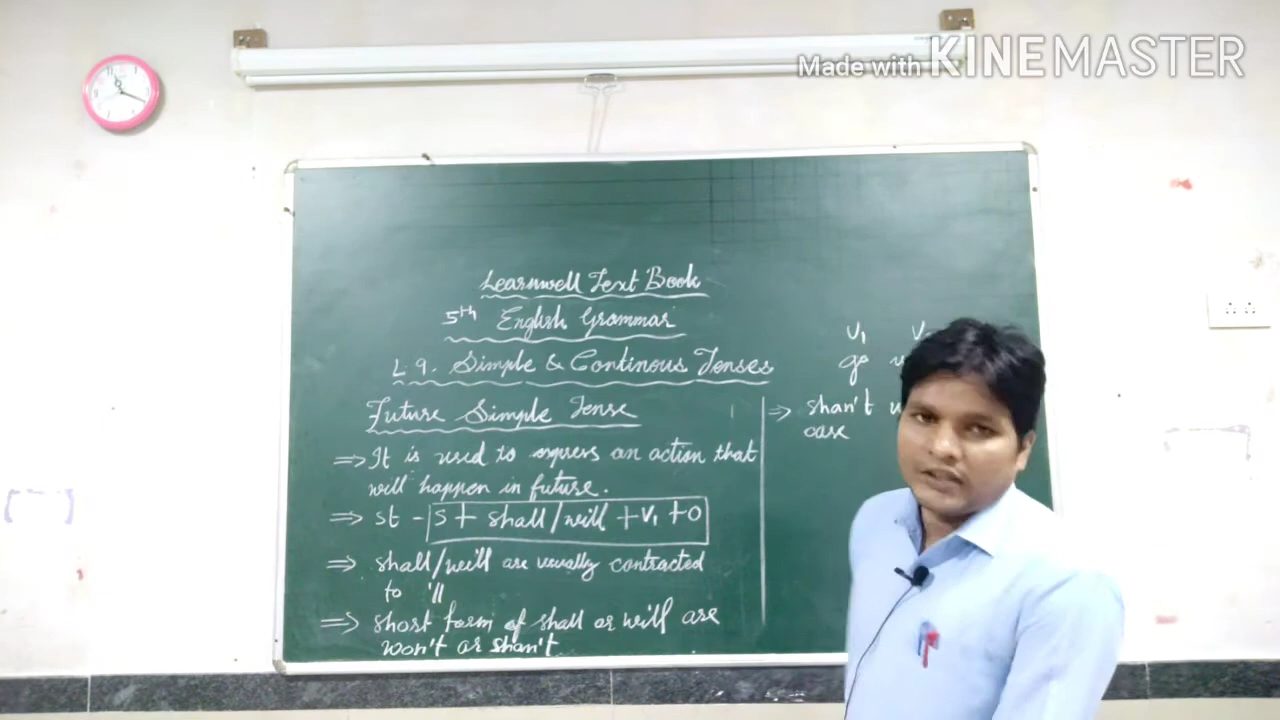 Made with KINEMASTER
Learnwell Text Book
5th English Grammar
L 9. Simple & Continous Tenses
Future Simple Tense
⇒ It is used to express an action that
will happen in future.
⇒ st - S + shall/will + V1 + O
⇒ shall/will are usually contracted
to 'll
⇒ short form of shall or will are
won't or shan't
V1
go
⇒ shan't
case